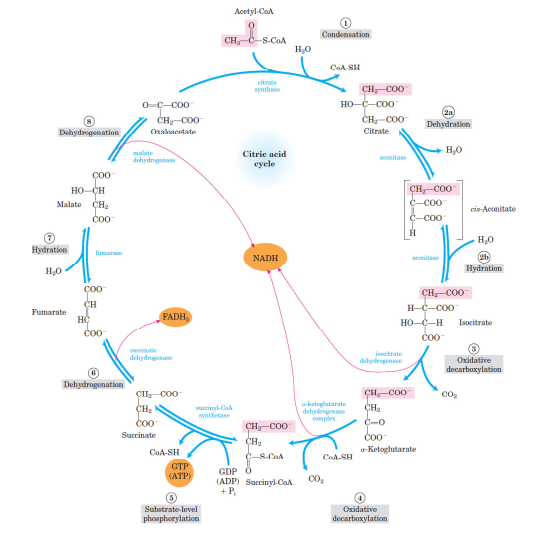 Acetyl-CoA
O
CH₃—C—S-CoA
①
Condensation
H₂O
CoA-SH
citrate
synthase
CH₂—COO⁻
HO—C—COO⁻
CH₂—COO⁻
Citrate
②a
Dehydration
aconitase
H₂O
CH₂—COO⁻
C—COO⁻
C—COO⁻
H
cis-Aconitate
H₂O
②b
Hydration
aconitase
CH₂—COO⁻
H—C—COO⁻
HO—C—H
COO⁻
Isocitrate
③
Oxidative
decarboxylation
isocitrate
dehydrogenase
CO₂
CH₂—COO⁻
CH₂
C=O
COO⁻
α-Ketoglutarate
α-ketoglutarate
dehydrogenase
complex
CoA-SH
CO₂
④
Oxidative
decarboxylation
CH₂—COO⁻
CH₂
C—S-CoA
O
Succinyl-CoA
succinyl-CoA
synthetase
GDP
(ADP)
+ Pᵢ
GTP
(ATP)
CoA-SH
⑤
Substrate-level
phosphorylation
CH₂—COO⁻
CH₂
COO⁻
Succinate
⑥
Dehydrogenation
succinate
dehydrogenase
FADH₂
COO⁻
CH
HC
COO⁻
Fumarate
⑦
Hydration
H₂O
fumarase
COO⁻
HO—CH
CH₂
COO⁻
Malate
⑧
Dehydrogenation
malate
dehydrogenase
O=C—COO⁻
CH₂—COO⁻
Oxaloacetate
Citric acid
cycle
NADH